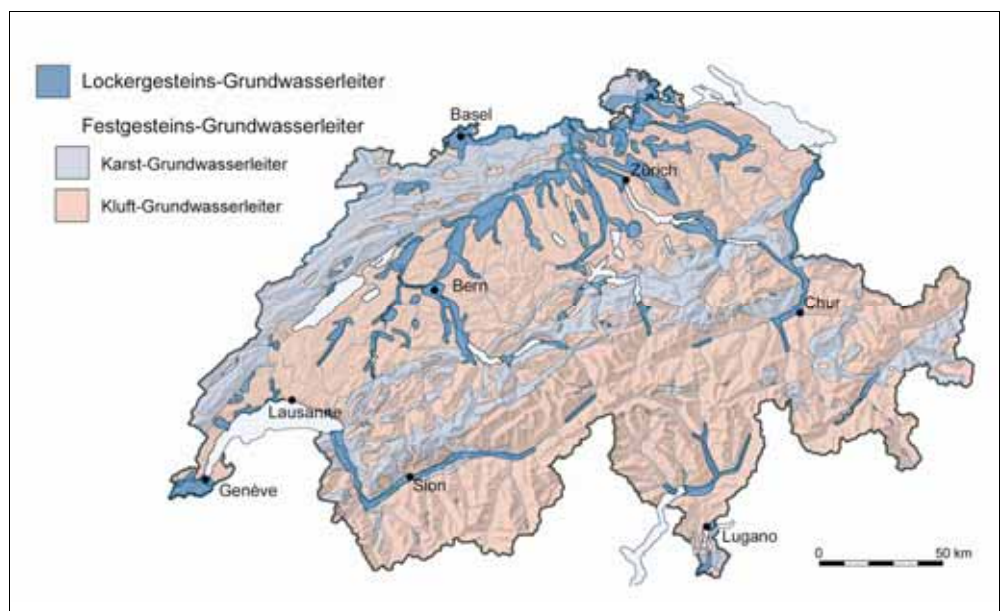 Lockergesteins-Grundwasserleiter
Festgesteins-Grundwasserleiter
Karst-Grundwasserleiter
Kluft-Grundwasserleiter
Basel
Zürich
Bern
Chur
Lausanne
Genève
Sion
Lugano
0 50 km